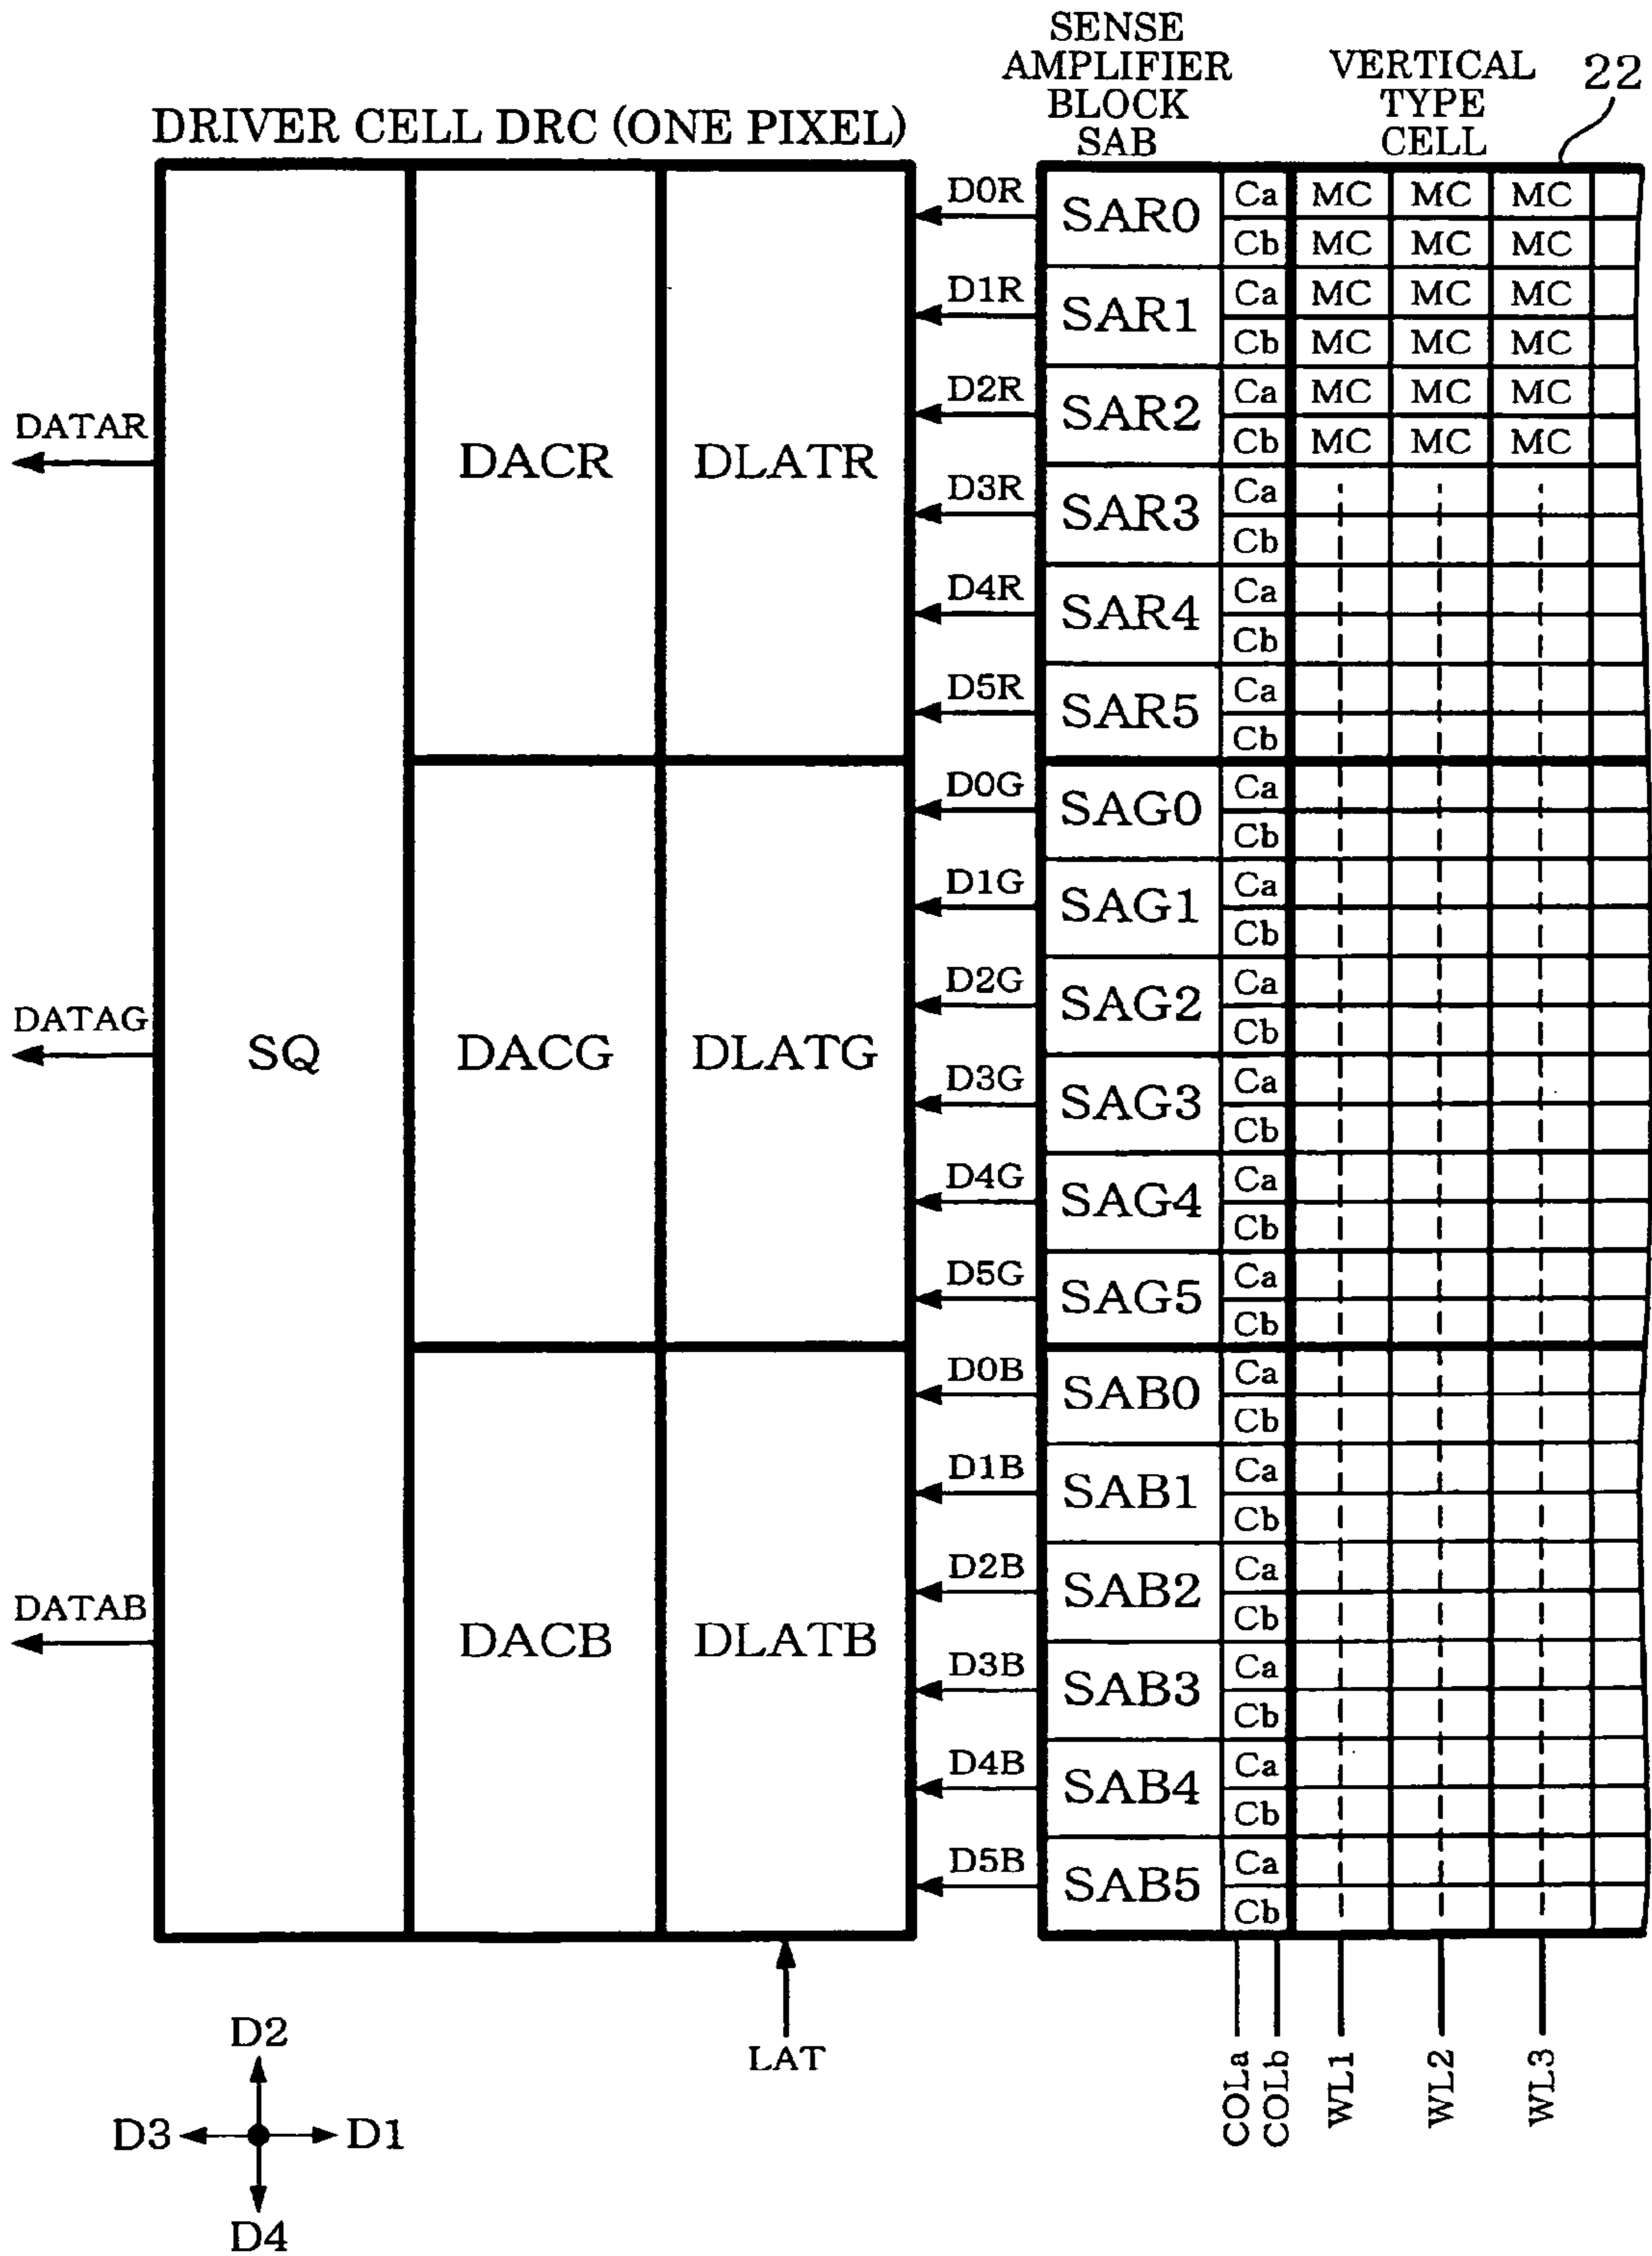 SENSE
AMPLIFIER
BLOCK
SAB
VERTICAL
TYPE
CELL
22
DRIVER CELL DRC (ONE PIXEL)
D0R
SAR0
Ca
MC MC MC
Cb
MC MC MC
D1R
SAR1
Ca
MC MC MC
Cb
MC MC MC
D2R
SAR2
Ca
MC MC MC
Cb
MC MC MC
DATAR
DACR
DLATR
D3R
SAR3
Ca
Cb
D4R
SAR4
Ca
Cb
D5R
SAR5
Ca
Cb
D0G
SAG0
Ca
Cb
D1G
SAG1
Ca
Cb
D2G
SAG2
Ca
Cb
DATAG
SQ
DACG
DLATG
D3G
SAG3
Ca
Cb
D4G
SAG4
Ca
Cb
D5G
SAG5
Ca
Cb
D0B
SAB0
Ca
Cb
D1B
SAB1
Ca
Cb
D2B
SAB2
Ca
Cb
DATAB
DACB
DLATB
D3B
SAB3
Ca
Cb
D4B
SAB4
Ca
Cb
D5B
SAB5
Ca
Cb
LAT
COLa
COLb
WL1
WL2
WL3
D2
D3
D1
D4